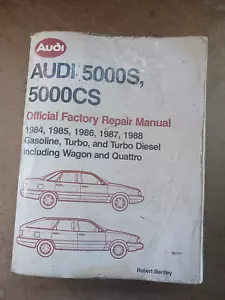 Audi
AUDI 5000S,
5000CS
Official Factory Repair Manual
1984, 1985, 1986, 1987, 1988
Gasoline, Turbo, and Turbo Diesel
including Wagon and Quattro
Robert Bentley